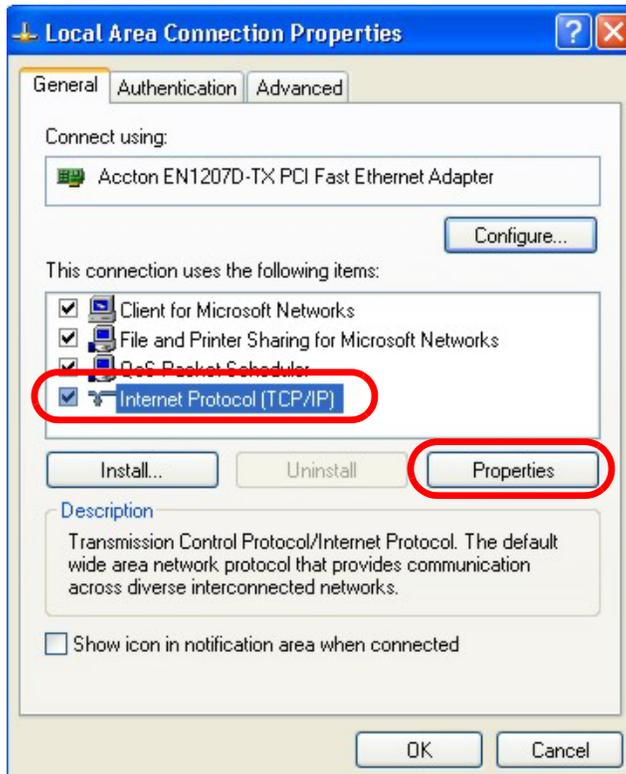 Local Area Connection Properties
General Authentication Advanced
Connect using:
Accton EN1207D-TX PCI Fast Ethernet Adapter
Configure...
This connection uses the following items:
Client for Microsoft Networks
File and Printer Sharing for Microsoft Networks
QoS Packet Scheduler
Internet Protocol (TCP/IP)
Install... Uninstall Properties
Description
Transmission Control Protocol/Internet Protocol. The default
wide area network protocol that provides communication
across diverse interconnected networks.
Show icon in notification area when connected
OK Cancel